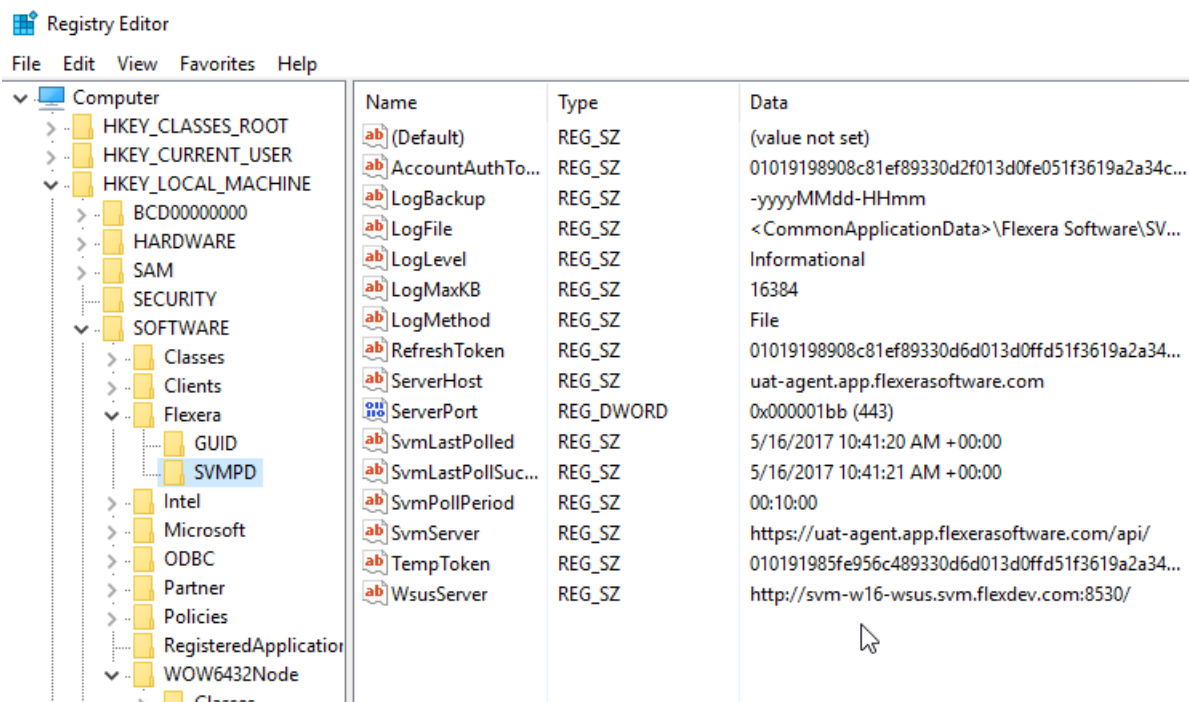 Registry Editor
File Edit View Favorites Help
Computer
HKEY_CLASSES_ROOT
HKEY_CURRENT_USER
HKEY_LOCAL_MACHINE
BCD00000000
HARDWARE
SAM
SECURITY
SOFTWARE
Classes
Clients
Flexera
GUID
SVMPD
Intel
Microsoft
ODBC
Partner
Policies
RegisteredApplication
WOW6432Node
Classes
Name Type Data
(Default) REG_SZ (value not set)
AccountAuthTo... REG_SZ 01019198908c81ef89330d2f013d0fe051f3619a2a34c...
LogBackup REG_SZ -yyyyMMdd-HHmm
LogFile REG_SZ <CommonApplicationData>\Flexera Software\SV...
LogLevel REG_SZ Informational
LogMaxKB REG_SZ 16384
LogMethod REG_SZ File
RefreshToken REG_SZ 01019198908c81ef89330d6d013d0ffd51f3619a2a34...
ServerHost REG_SZ uat-agent.app.flexerasoftware.com
ServerPort REG_DWORD 0x000001bb (443)
SvmLastPolled REG_SZ 5/16/2017 10:41:20 AM +00:00
SvmLastPollSuc... REG_SZ 5/16/2017 10:41:21 AM +00:00
SvmPollPeriod REG_SZ 00:10:00
SvmServer REG_SZ https://uat-agent.app.flexerasoftware.com/api/
TempToken REG_SZ 010191985fe956c489330d6d013d0ffd51f3619a2a34...
WsusServer REG_SZ http://svm-w16-wsus.svm.flexdev.com:8530/